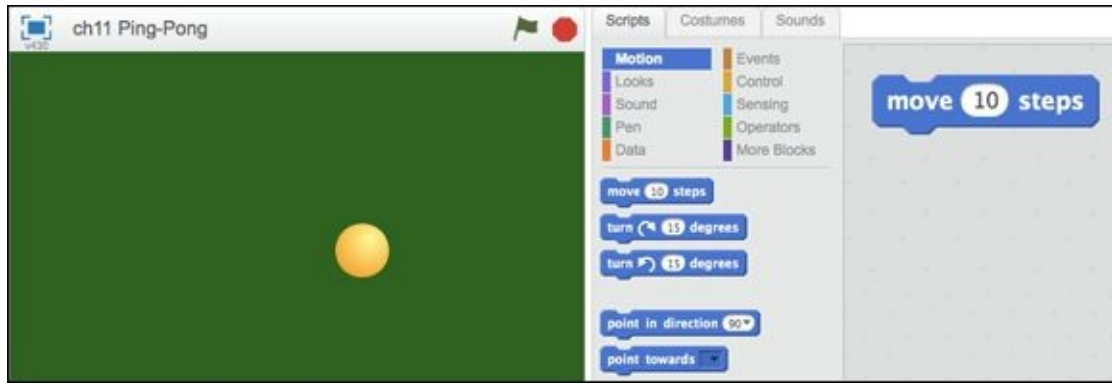 ch11 Ping-Pong
v430
Scripts Costumes Sounds
Motion Events
Looks Control
Sound Sensing
Pen Operators
Data More Blocks
move 10 steps
turn 15 degrees
turn 15 degrees
point in direction 90
point towards
move 10 steps